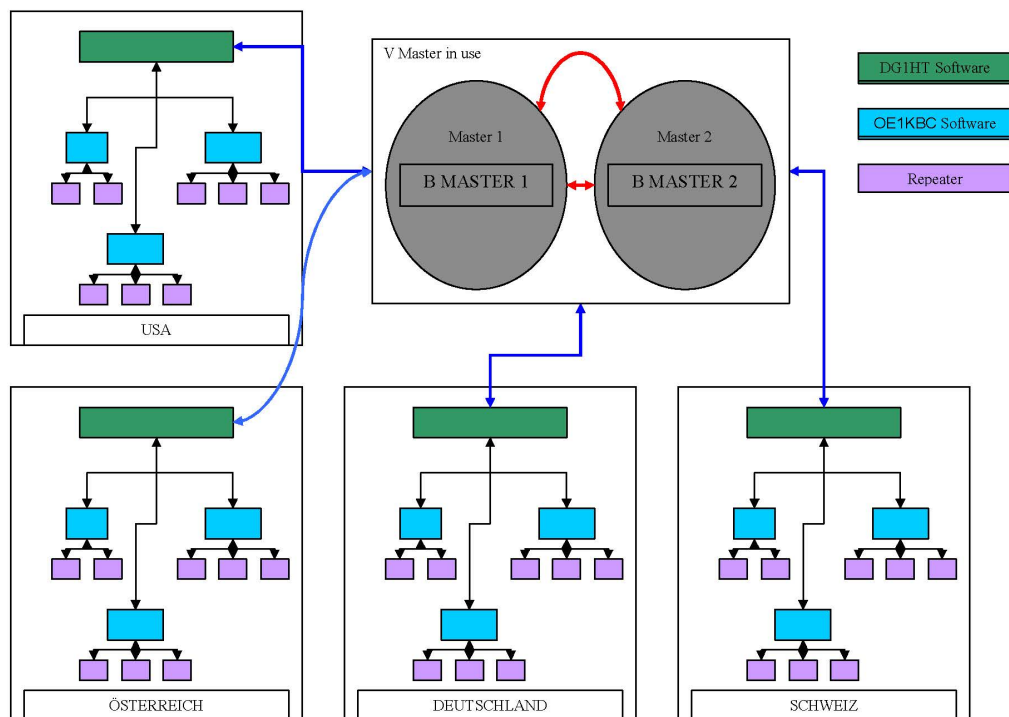 V Master in use
Master 1
Master 2
B MASTER 1
B MASTER 2
DG1HT Software
OE1KBC Software
Repeater
USA
ÖSTERREICH
DEUTSCHLAND
SCHWEIZ